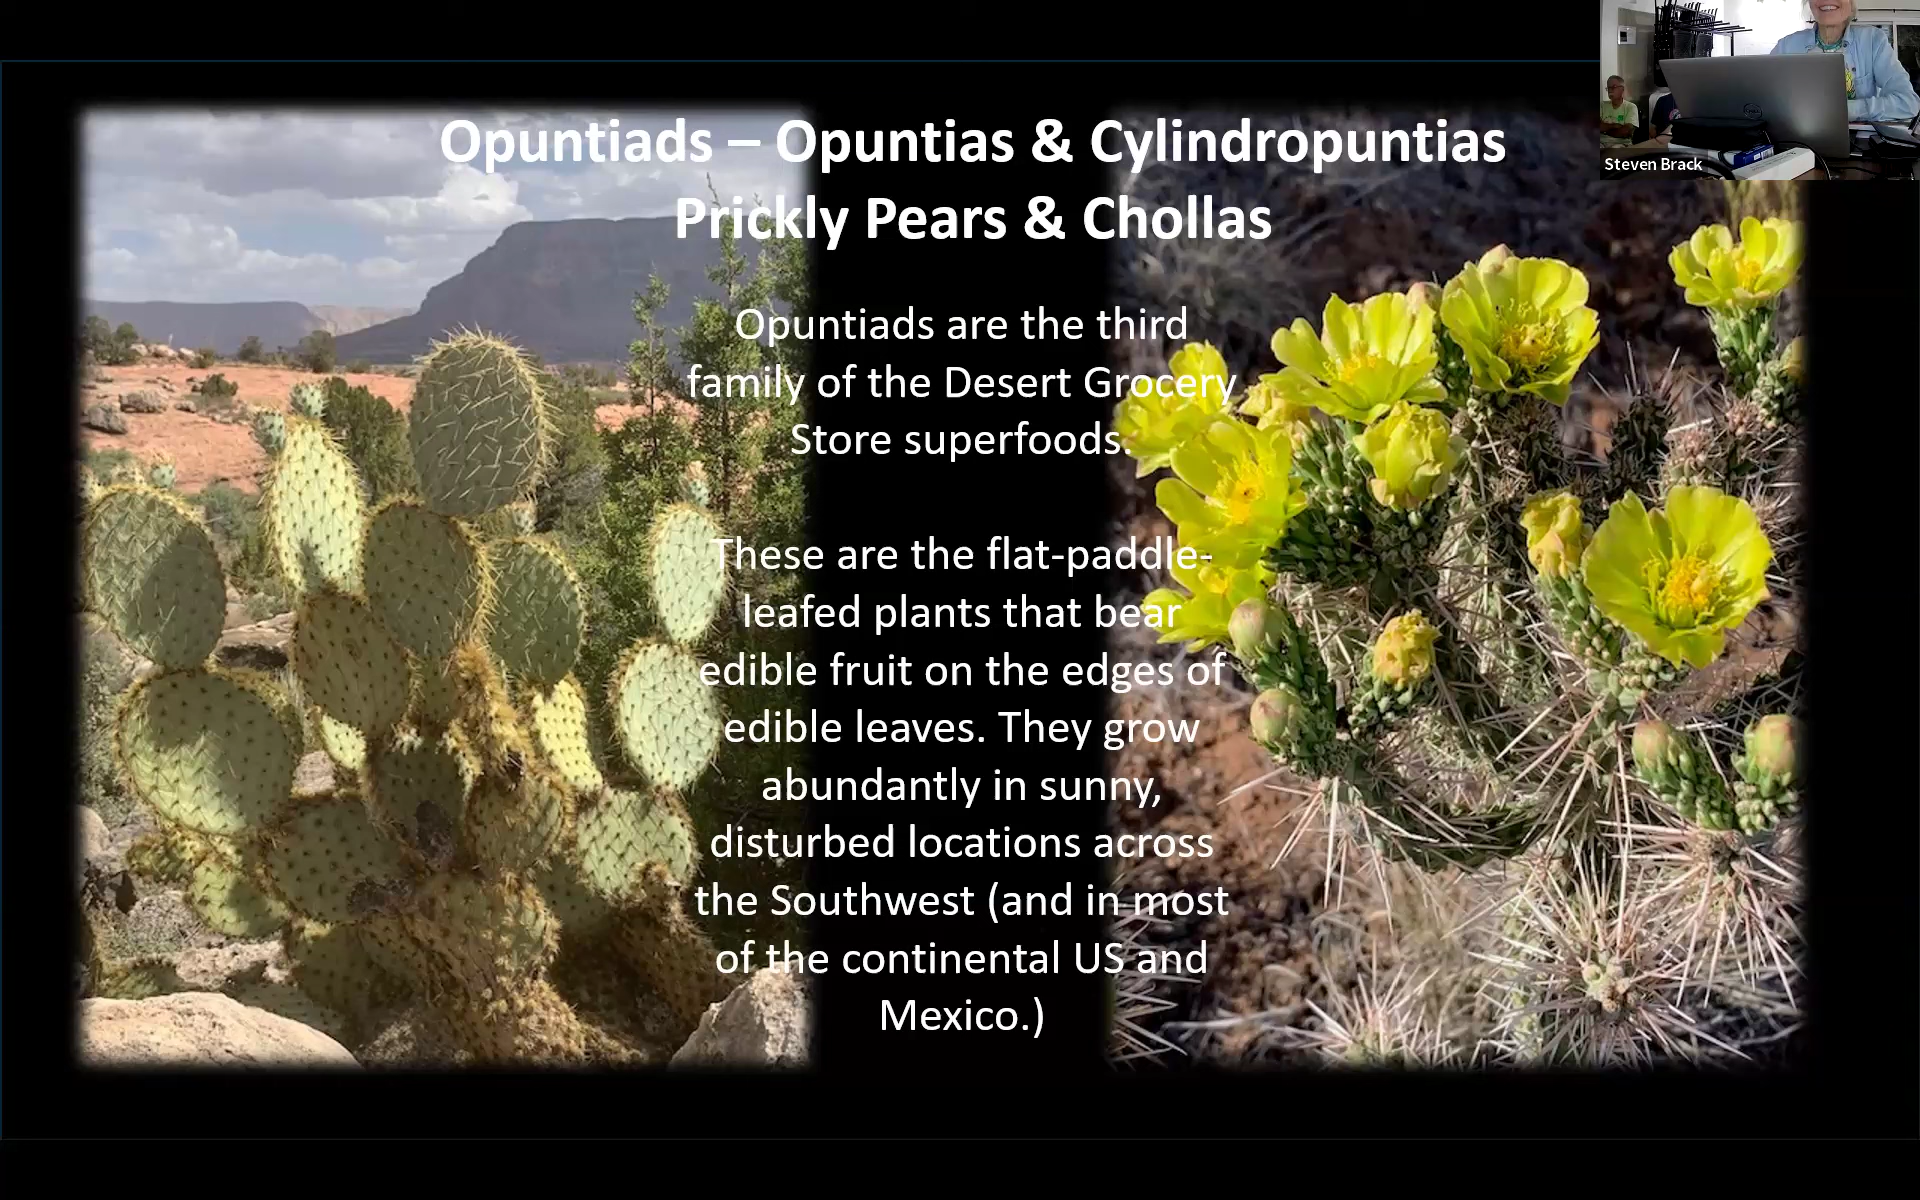 Opuntiads – Opuntias & Cylindropuntias
Prickly Pears & Chollas
Opuntiads are the third
family of the Desert Grocery
Store superfoods.
These are the flat-paddle-
leafed plants that bear
edible fruit on the edges of
edible leaves. They grow
abundantly in sunny,
disturbed locations across
the Southwest (and in most
of the continental US and
Mexico.)
Steven Brack